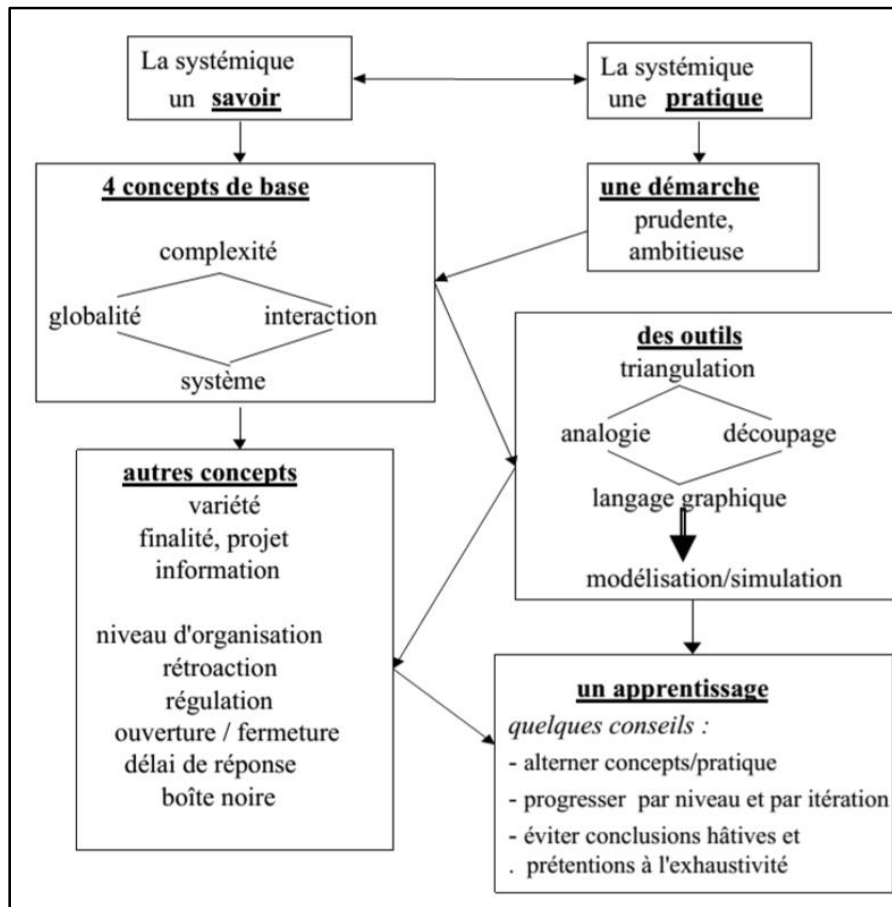 La systémique
un savoir
La systémique
une pratique
4 concepts de base
complexité
globalité interaction
système
une démarche
prudente,
ambitieuse
des outils
triangulation
analogie découpage
langage graphique
modélisation/simulation
autres concepts
variété
finalité, projet
information
niveau d'organisation
rétroaction
régulation
ouverture / fermeture
délai de réponse
boîte noire
un apprentissage
quelques conseils :
- alterner concepts/pratique
- progresser par niveau et par itération
- éviter conclusions hâtives et
. prétentions à l'exhaustivité